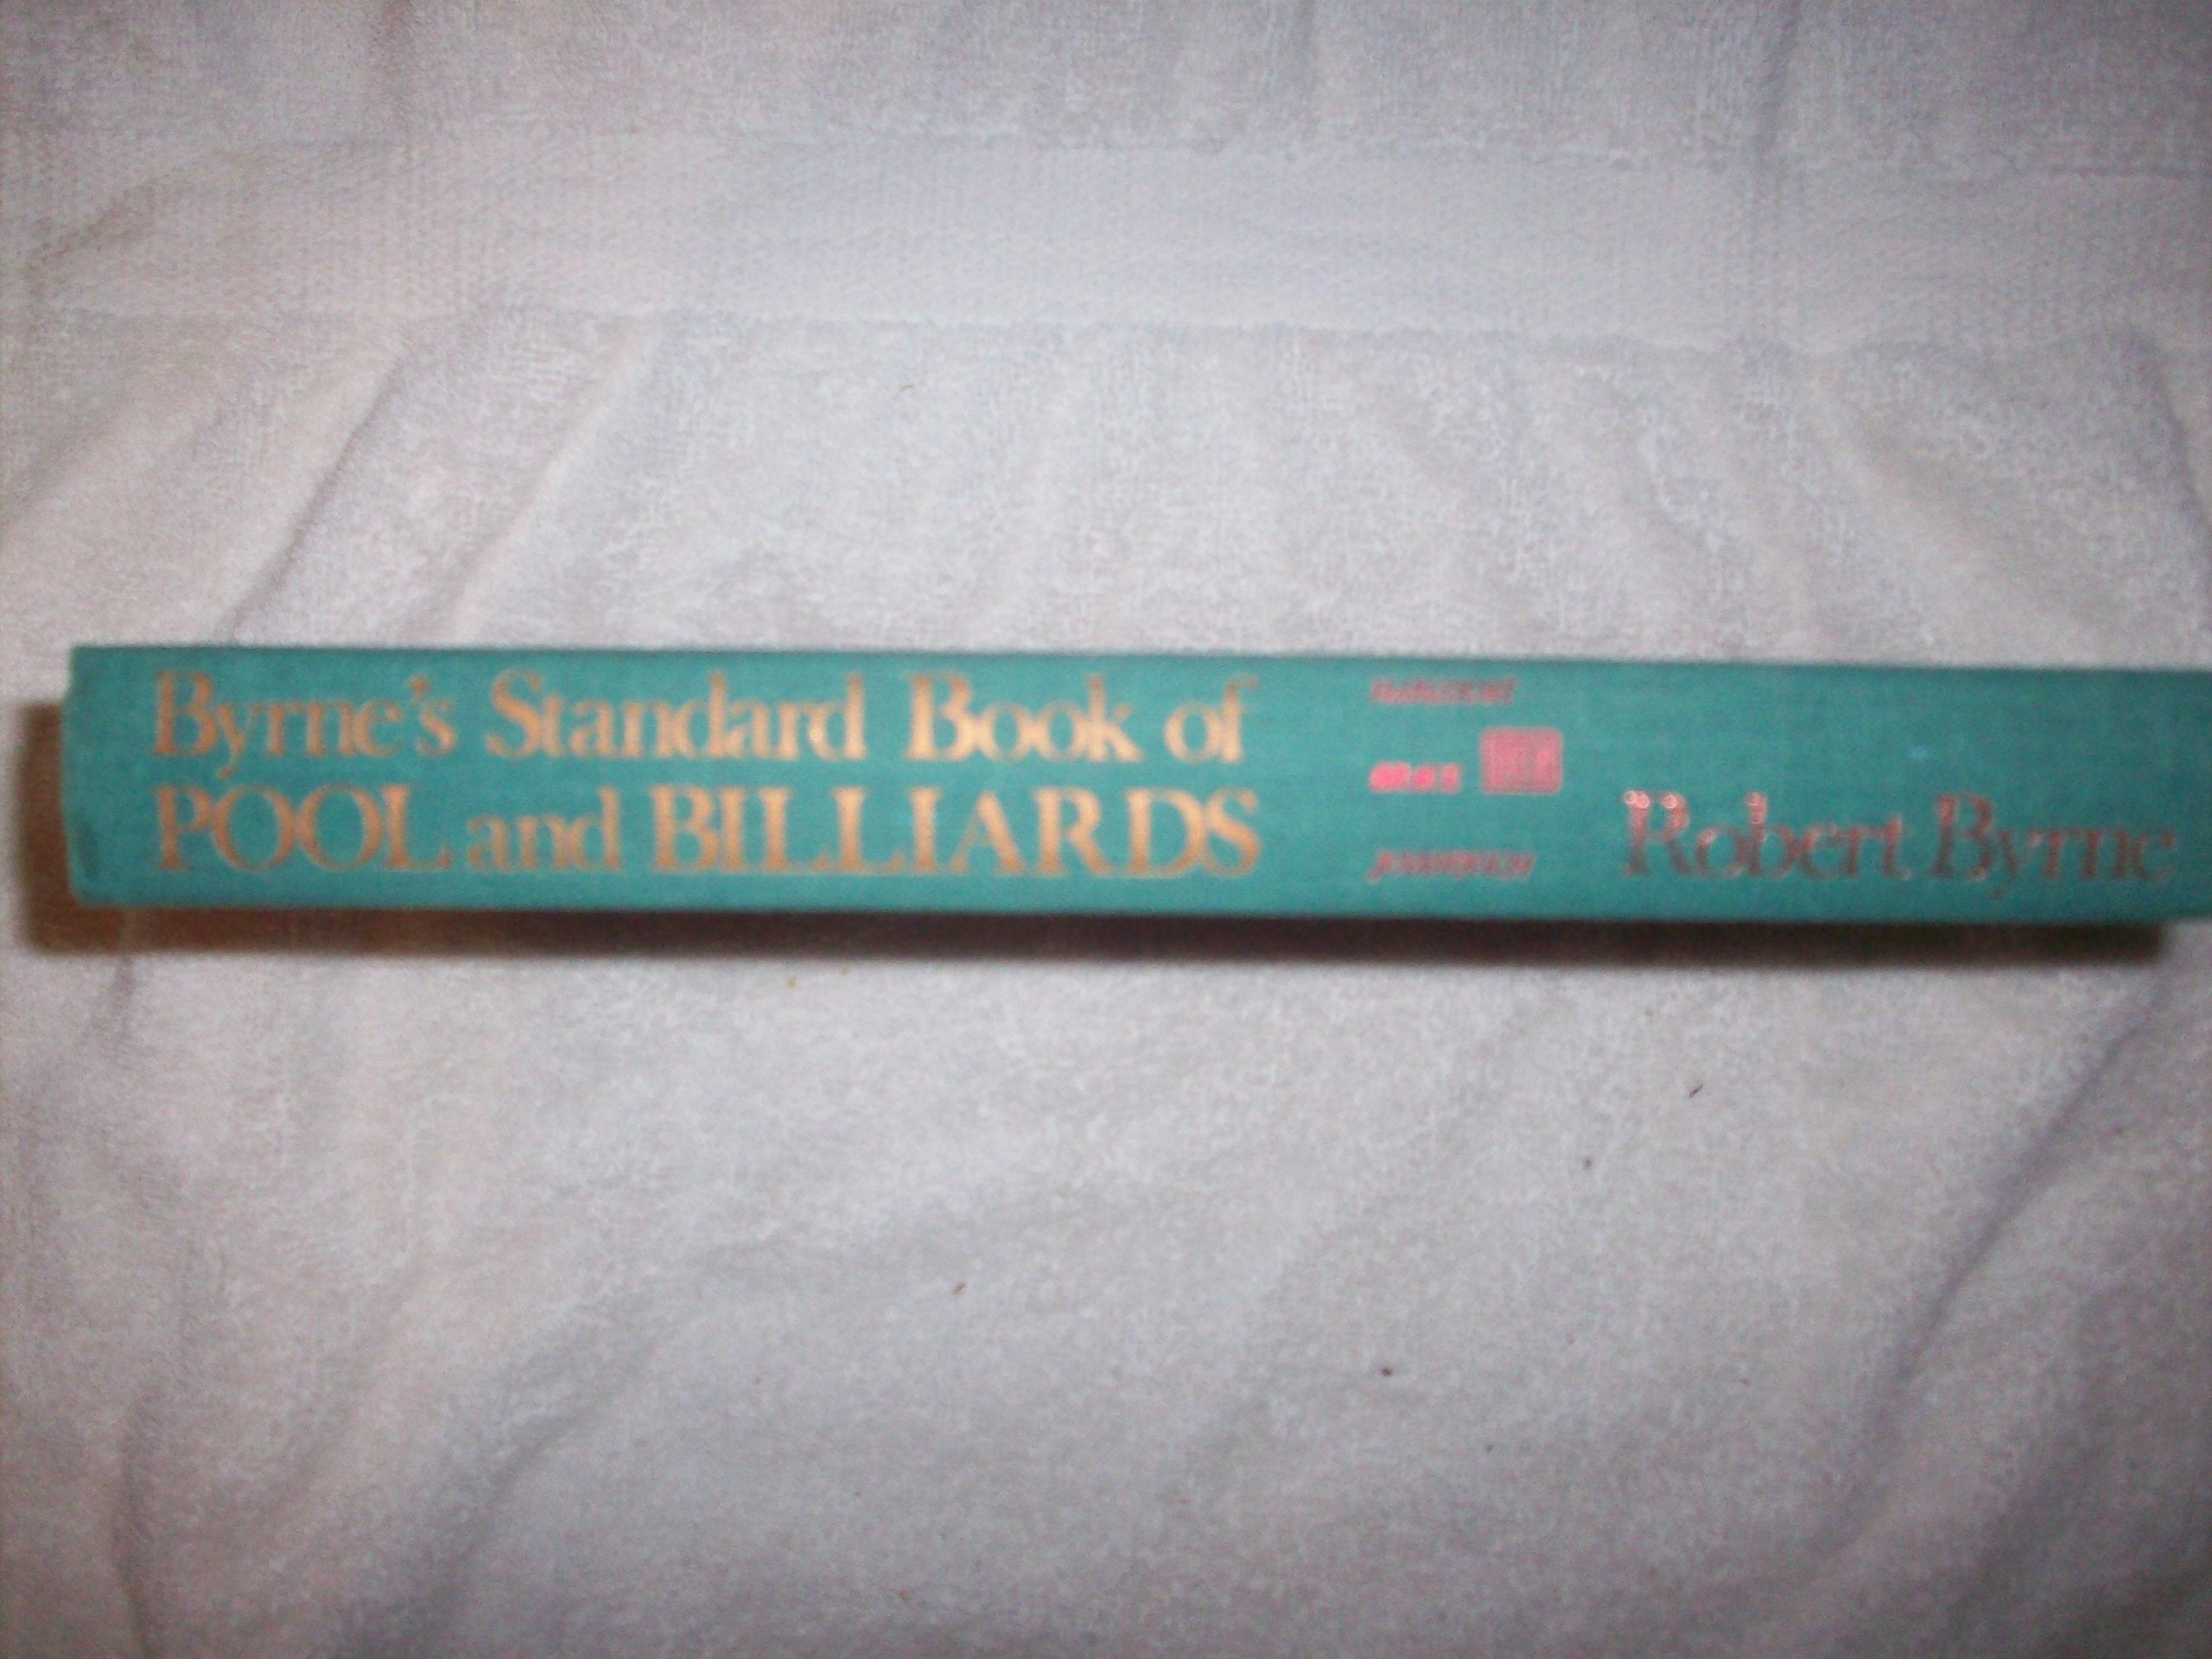 Byrne's Standard Book of
POOL and BILLIARDS
Robert Byrne